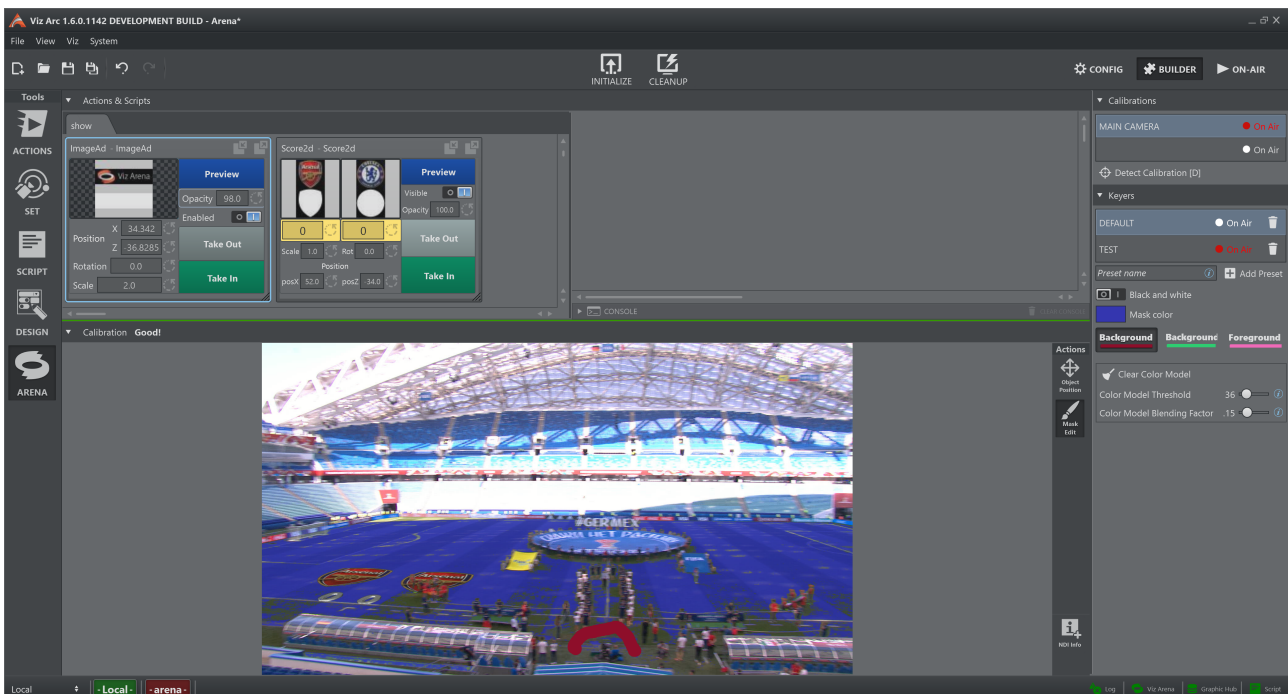 Viz Arc 1.6.0.1142 DEVELOPMENT BUILD - Arena*
File View Viz System
INITIALIZE CLEANUP
CONFIG BUILDER ON-AIR
Tools
ACTIONS
SET
SCRIPT
DESIGN
ARENA
Actions & Scripts
show
ImageAd - ImageAd
Viz Arena
Preview
Opacity 98.0
Enabled O I
Position X 34.342
Z -36.8285
Take Out
Rotation 0.0
Scale 2.0
Take In
Score2d - Score2d
Arsenal
Preview
Visible O I
Opacity 100.0
0 0
Take Out
Scale 1.0 Rot 0.0
Position
posX 52.0 posZ -34.0
Take In
CONSOLE
Calibration Good!
#GERMEX
Arsenal
Arsenal
Actions
Object
Position
Mask
Edit
NDI Info
Calibrations
MAIN CAMERA On Air
On Air
Detect Calibration [D]
Keyers
DEFAULT On Air
TEST On Air
Preset name Add Preset
O I Black and white
Mask color
Background Background Foreground
Clear Color Model
Color Model Threshold 36
Color Model Blending Factor .15
Local - Local - - arena -
Log Viz Arena Graphic Hub Script